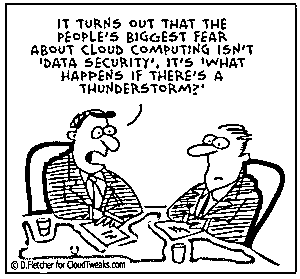 IT TURNS OUT THAT THE
PEOPLE'S BIGGEST FEAR
ABOUT CLOUD COMPUTING ISN'T
'DATA SECURITY', IT'S 'WHAT
HAPPENS IF THERE'S A
THUNDERSTORM?'
© D.Fletcher for CloudTweaks.com